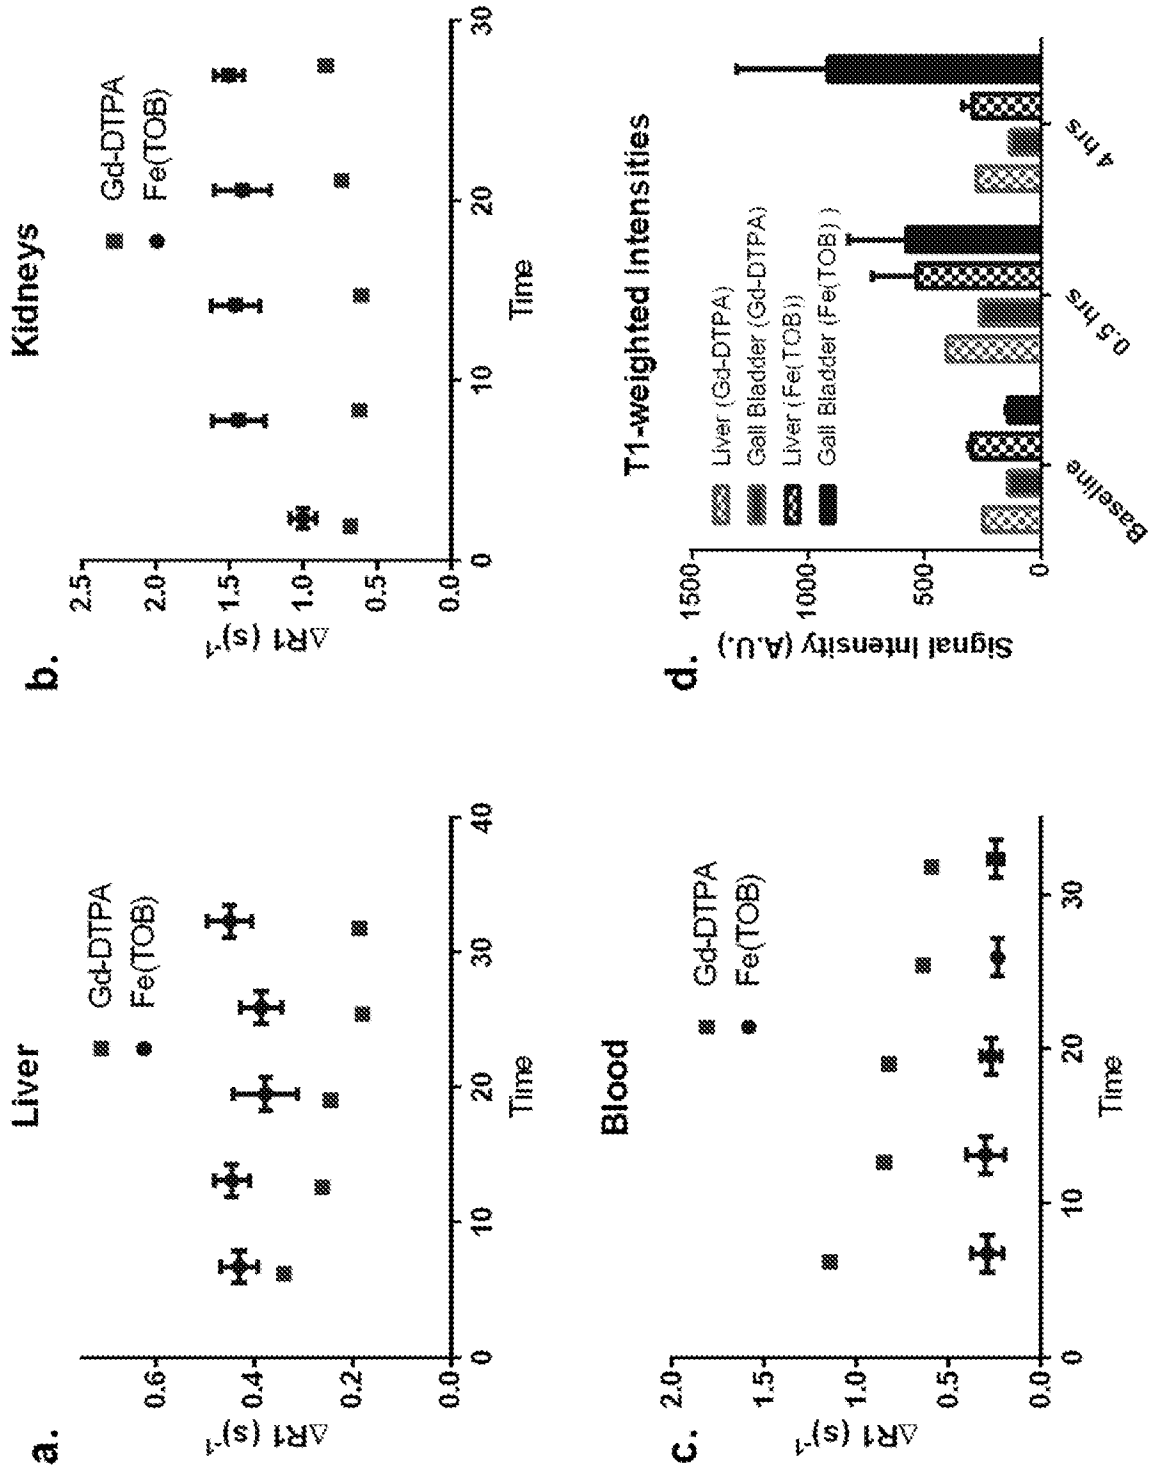 a.
Liver
Gd-DTPA
Fe(TOB)
ΔR1 (s)-1
0.6
0.4
0.2
0.0
0
10
20
30
40
Time
b.
Kidneys
Gd-DTPA
Fe(TOB)
ΔR1 (s)-1
2.5
2.0
1.5
1.0
0.5
0.0
0
10
20
30
Time
c.
Blood
Gd-DTPA
Fe(TOB)
ΔR1 (s)-1
2.0
1.5
1.0
0.5
0.0
0
10
20
30
Time
d.
T1-weighted Intensities
Liver (Gd-DTPA)
Gall Bladder (Gd-DTPA)
Liver (Fe(TOB))
Gall Bladder (Fe(TOB))
Signal Intensity (A.U.)
1500
1000
500
0
Baseline
0.5 hrs
4 hrs